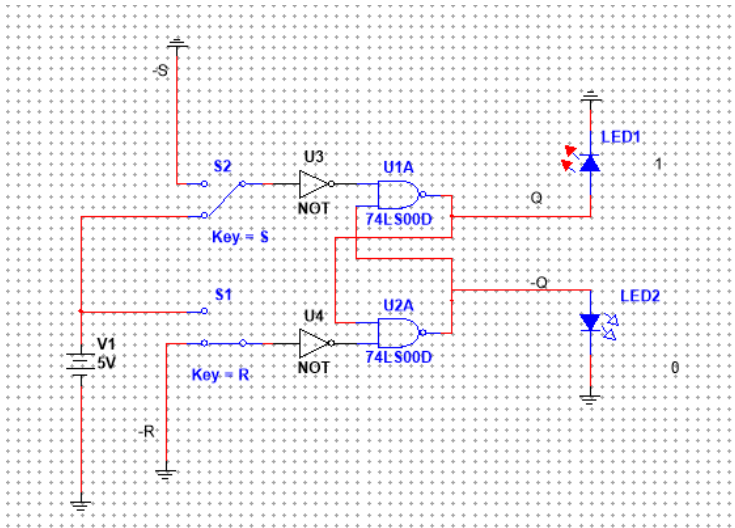 -S
LED1
U3
S2
U1A
1
NOT
74LS00D
Q
Key = S
-Q
S1
U2A
LED2
U4
V1
5V
NOT
74LS00D
Key = R
0
-R